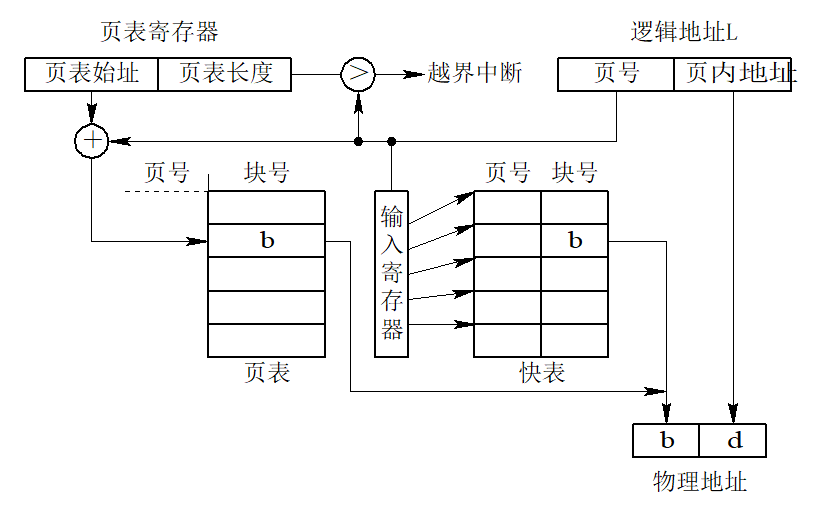 页表寄存器
逻辑地址L
页表始址
页表长度
>
越界中断
页号
页内地址
+
页号
块号
页号
块号
输入寄存器
b
b
页表
快表
b
d
物理地址